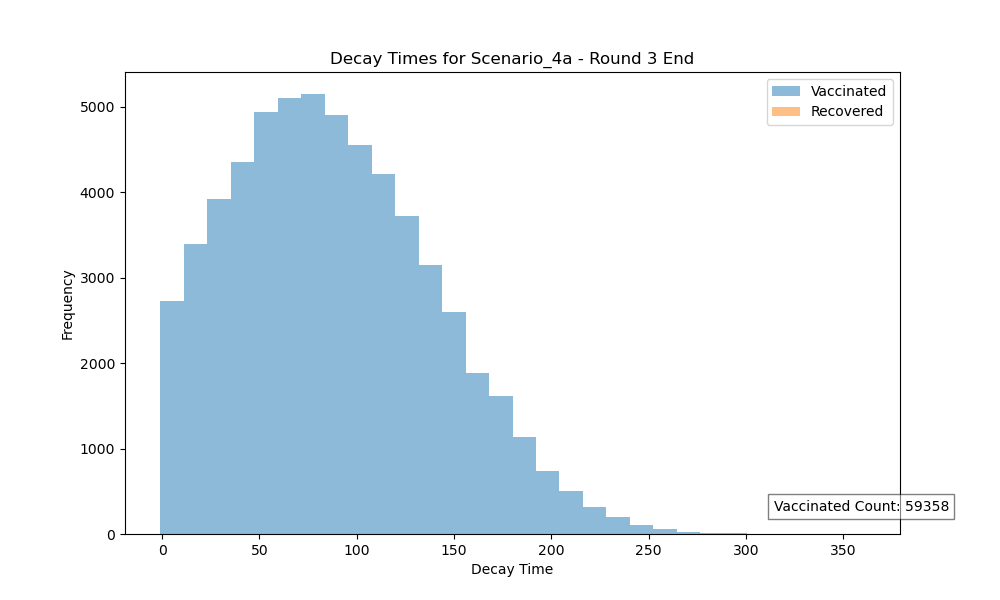 Decay Times for Scenario_4a - Round 3 End
Vaccinated
Recovered
Frequency
5000
4000
3000
2000
1000
0
Vaccinated Count: 59358
0
50
100
150
200
250
300
350
Decay Time